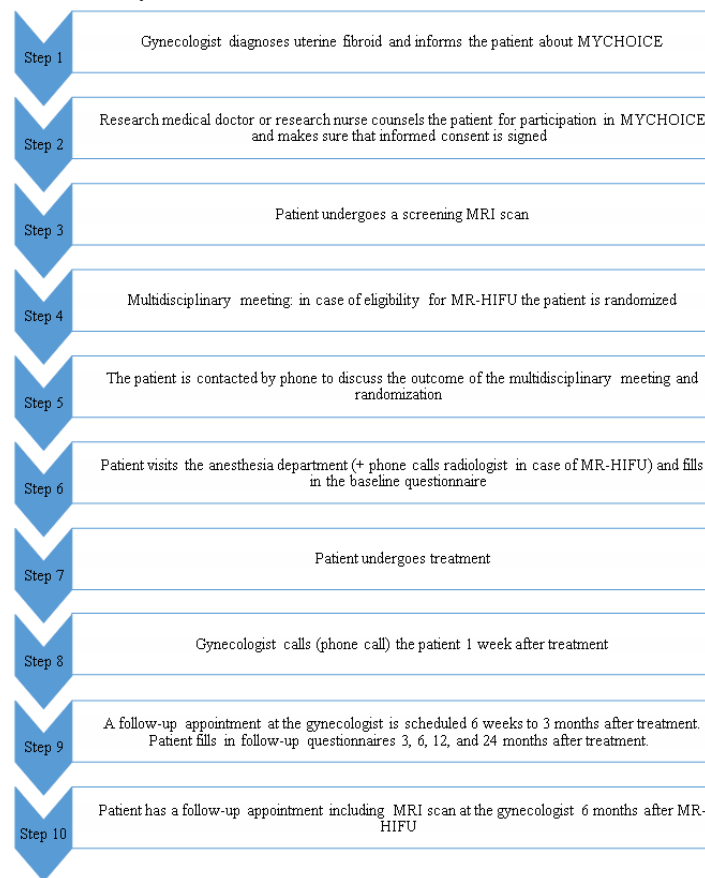 Step 1
Gynecologist diagnoses uterine fibroid and informs the patient about MYCHOICE
Step 2
Research medical doctor or research nurse counsels the patient for participation in MYCHOICE
and makes sure that informed consent is signed
Step 3
Patient undergoes a screening MRI scan
Step 4
Multidisciplinary meeting: in case of eligibility for MR-HIFU the patient is randomized
Step 5
The patient is contacted by phone to discuss the outcome of the multidisciplinary meeting and
randomization
Step 6
Patient visits the anesthesia department (+ phone calls radiologist in case of MR-HIFU) and fills
in the baseline questionnaire
Step 7
Patient undergoes treatment
Step 8
Gynecologist calls (phone call) the patient 1 week after treatment
Step 9
A follow-up appointment at the gynecologist is scheduled 6 weeks to 3 months after treatment.
Patient fills in follow-up questionnaires 3, 6, 12, and 24 months after treatment.
Step 10
Patient has a follow-up appointment including MRI scan at the gynecologist 6 months after MR-
HIFU